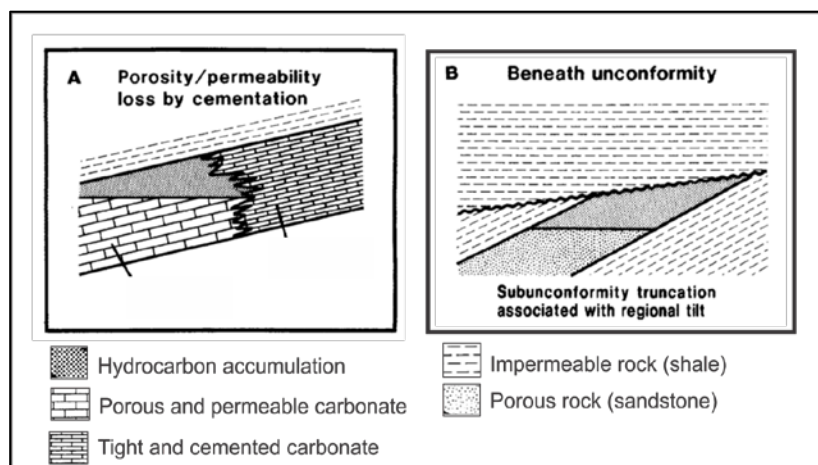 A Porosity/permeability
loss by cementation
B Beneath unconformity
Subunconformity truncation
associated with regional tilt
Hydrocarbon accumulation
Porous and permeable carbonate
Tight and cemented carbonate
Impermeable rock (shale)
Porous rock (sandstone)